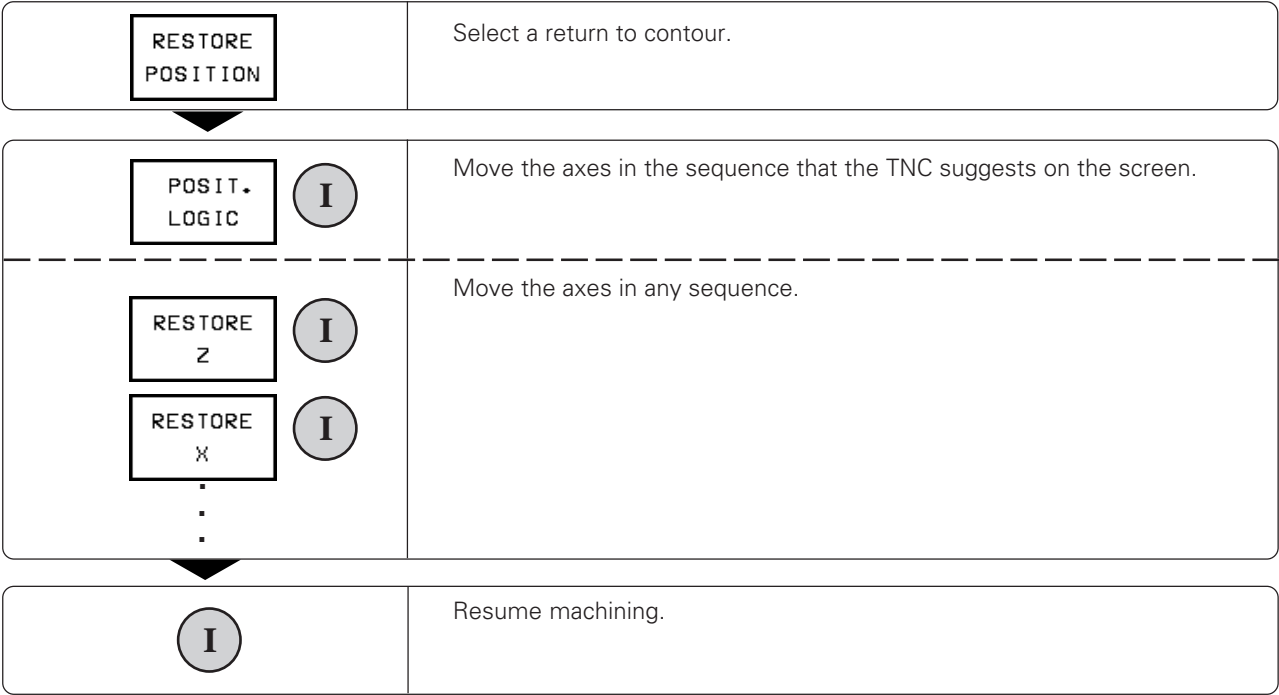 RESTORE
POSITION
Select a return to contour.
POSIT.
LOGIC
I
Move the axes in the sequence that the TNC suggests on the screen.
RESTORE
Z
I
Move the axes in any sequence.
RESTORE
X
I
.
.
.
I
Resume machining.